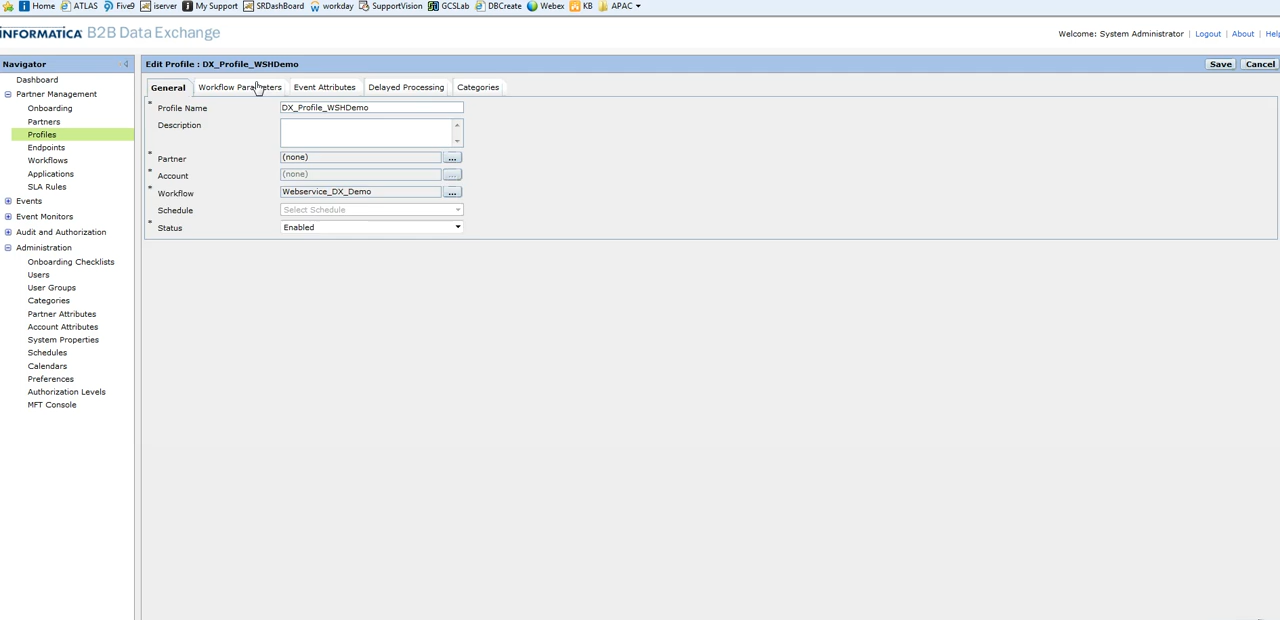 Home ATLAS Five9 iserver My Support SRDashBoard workday SupportVision GCSLab DBCreate Webex KB APAC
INFORMATICA B2B Data Exchange
Welcome: System Administrator | Logout | About | Help
Navigator
Edit Profile : DX_Profile_WSHDemo
Save Cancel
Dashboard
Partner Management
Onboarding
Partners
Profiles
Endpoints
Workflows
Applications
SLA Rules
Events
Event Monitors
Audit and Authorization
Administration
Onboarding Checklists
Users
User Groups
Categories
Partner Attributes
Account Attributes
System Properties
Schedules
Calendars
Preferences
Authorization Levels
MFT Console
General Workflow Parameters Event Attributes Delayed Processing Categories
* Profile Name DX_Profile_WSHDemo
Description
* Partner (none) ...
* Account (none) ...
* Workflow Webservice_DX_Demo ...
Schedule Select Schedule
* Status Enabled